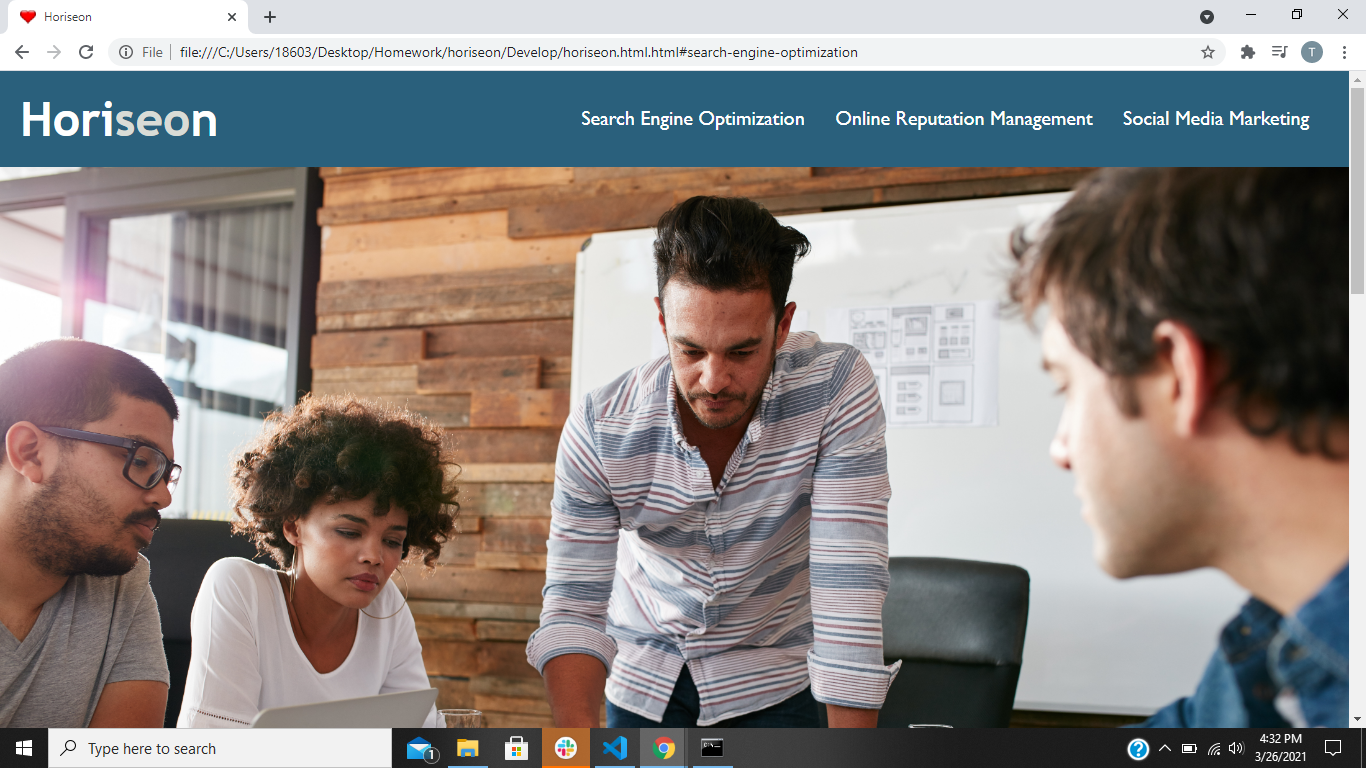 Horiseon
File
file:///C:/Users/18603/Desktop/Homework/horiseon/Develop/horiseon.html.html#search-engine-optimization
T
Horiseon
Search Engine Optimization
Online Reputation Management
Social Media Marketing
Type here to search
1
4:32 PM
3/26/2021